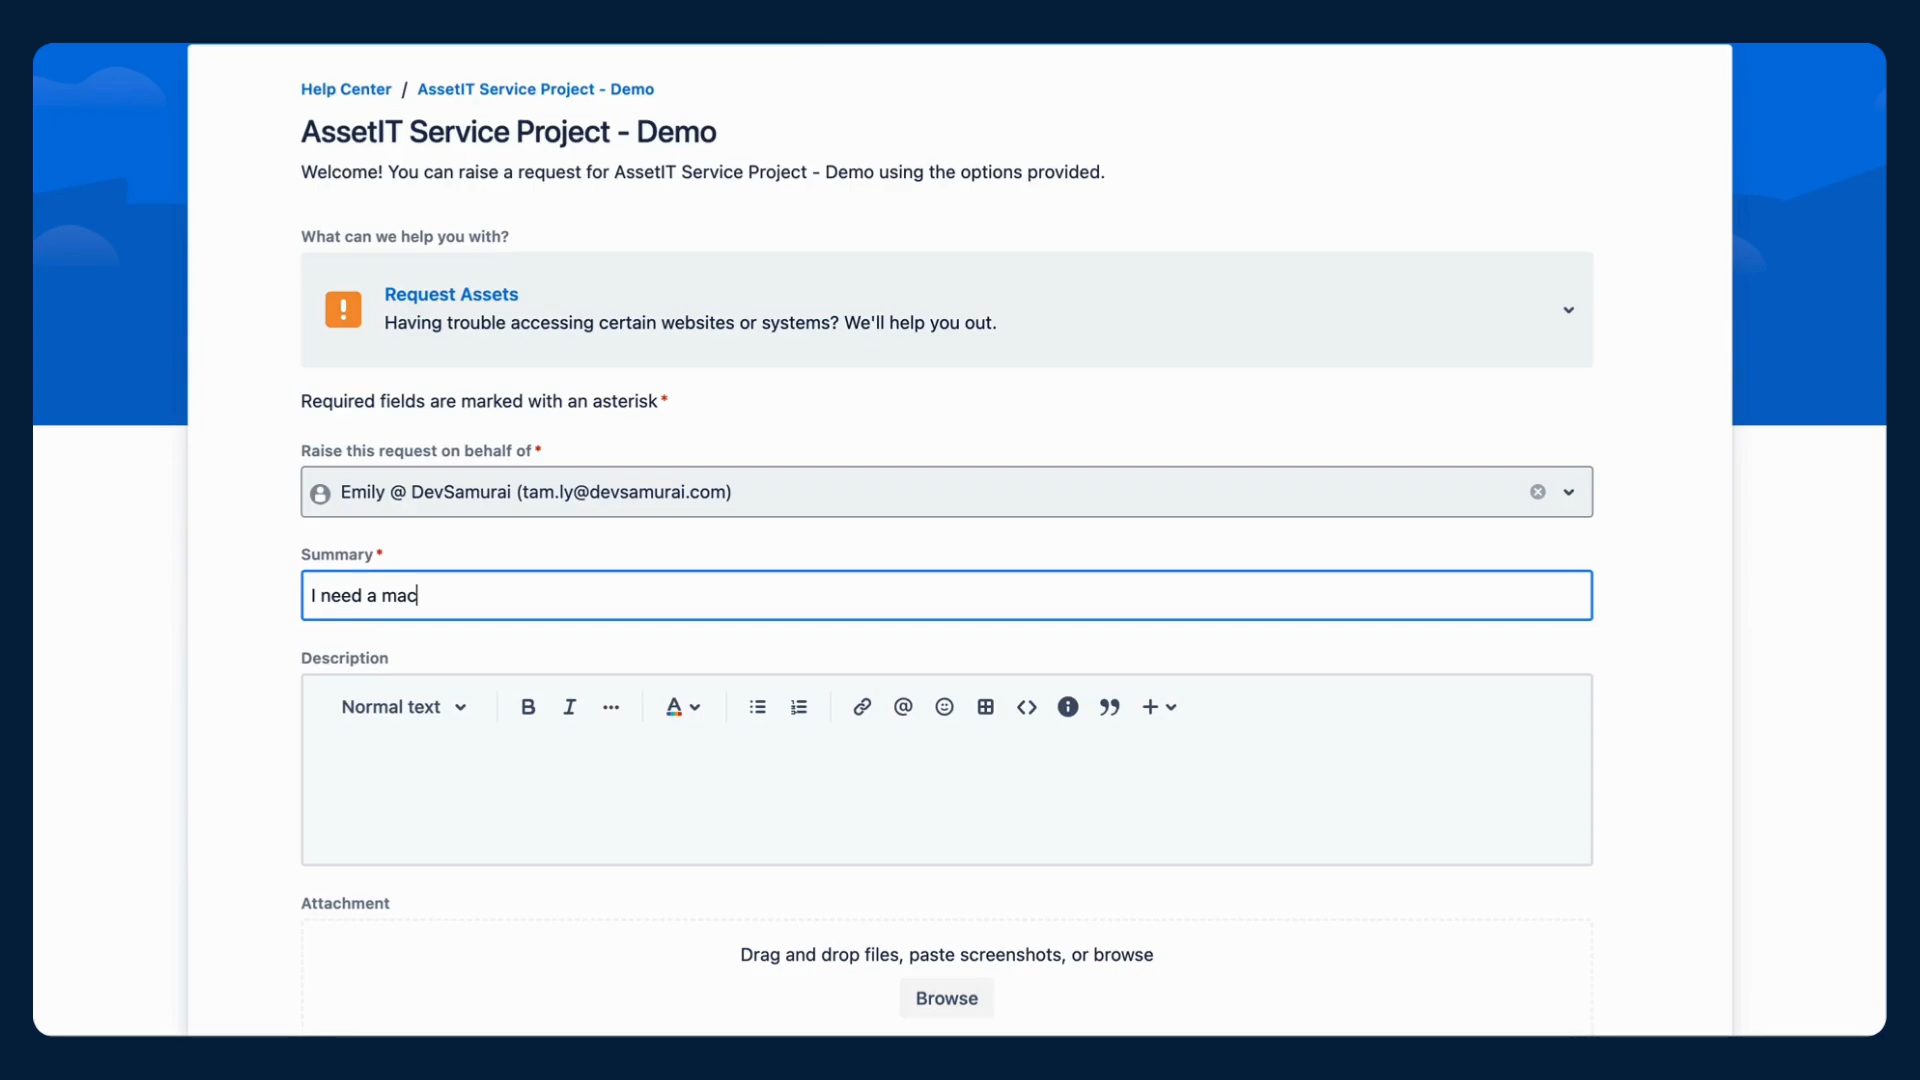 Help Center / AssetIT Service Project - Demo
AssetIT Service Project - Demo
Welcome! You can raise a request for AssetIT Service Project - Demo using the options provided.
What can we help you with?
Request Assets
Having trouble accessing certain websites or systems? We'll help you out.
Required fields are marked with an asterisk*
Raise this request on behalf of*
Emily @ DevSamurai (tam.ly@devsamurai.com)
Summary*
I need a mac
Description
Normal text
Attachment
Drag and drop files, paste screenshots, or browse
Browse